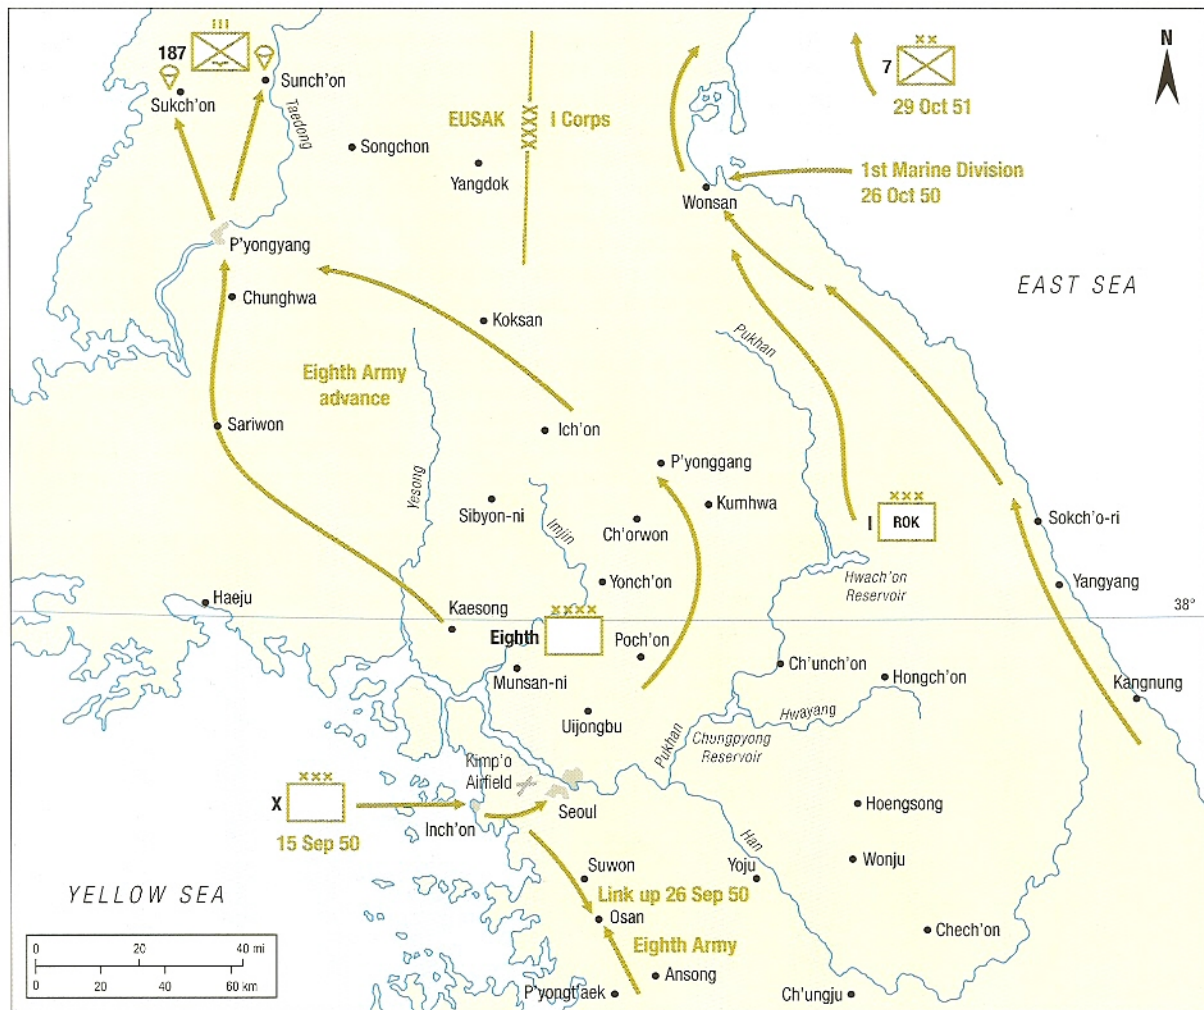 187
Sunch'on
Sukch'on
Taedong
Songchon
Yangdok
EUSAK
XXXX
I Corps
7
XX
29 Oct 51
N
1st Marine Division
26 Oct 50
Wonsan
P'yongyang
Chunghwa
Koksan
EAST SEA
Pukhan
Eighth Army
advance
Sariwon
Ich'on
Yesong
P'yonggang
Sibyon-ni
Imjin
Kumhwa
Ch'orwon
XXX
I
ROK
Sokch'o-ri
Yonch'on
Hwach'on
Reservoir
Yangyang
Haeju
Kaesong
XXXX
Eighth
38°
Poch'on
Munsan-ni
Ch'unch'on
Hongch'on
Kangnung
Uijongbu
Hwayang
Pukhan
Chungpyong
Reservoir
Kimp'o
Airfield
XXX
X
15 Sep 50
Inch'on
Seoul
Hoengsong
Han
Suwon
Yoju
Wonju
YELLOW SEA
Link up 26 Sep 50
Osan
Eighth Army
Chech'on
Ansong
P'yongt'aek
Ch'ungju
0 20 40 mi
0 20 40 60 km